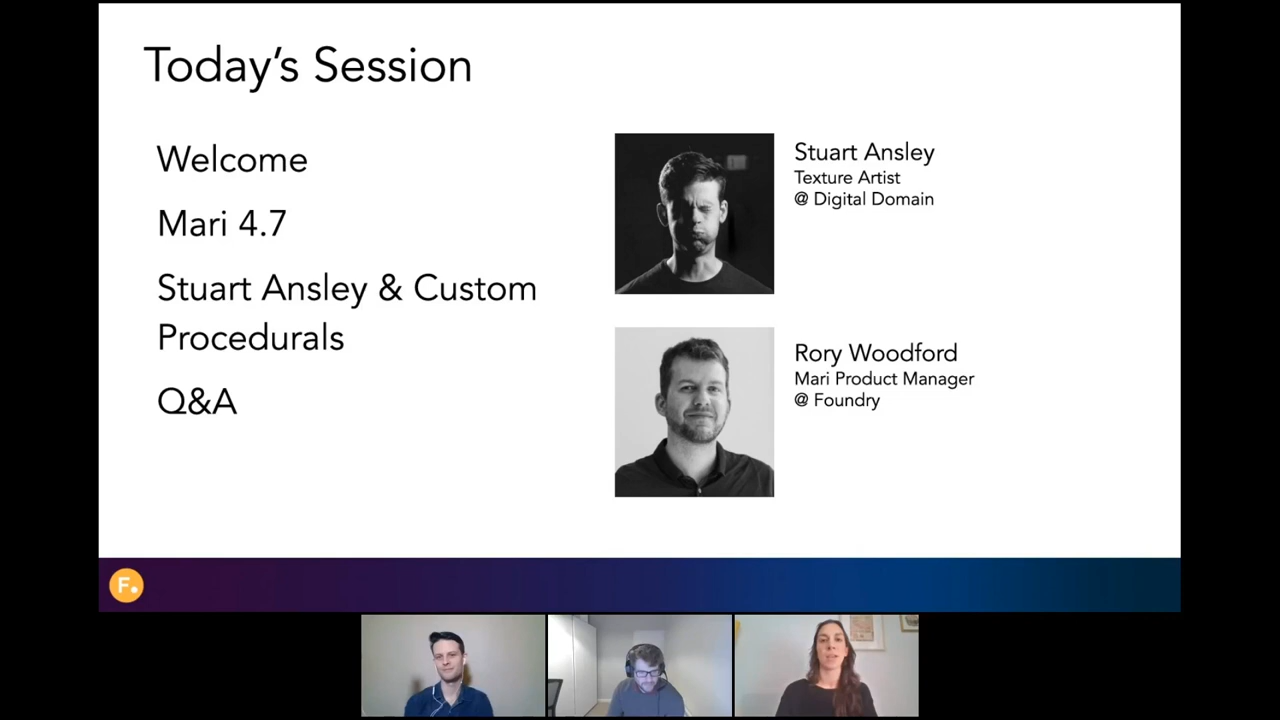 Today's Session
Welcome
Mari 4.7
Stuart Ansley & Custom
Procedurals
Q&A
Stuart Ansley
Texture Artist
@ Digital Domain
Rory Woodford
Mari Product Manager
@ Foundry
F.